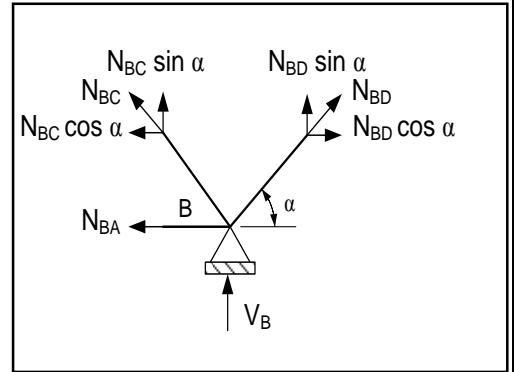 N_BC sin α
N_BD sin α
N_BC
N_BD
N_BC cos α
N_BD cos α
B
α
N_BA
V_B